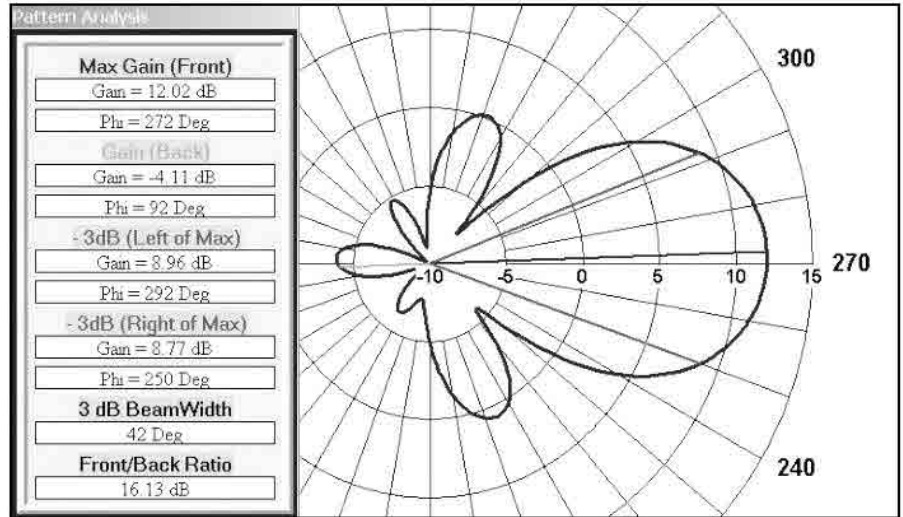 Pattern Analysis
Max Gain (Front)
Gain = 12.02 dB
Phi = 272 Deg
Gain (Back)
Gain = -4.11 dB
Phi = 92 Deg
- 3dB (Left of Max)
Gain = 8.96 dB
Phi = 292 Deg
- 3dB (Right of Max)
Gain = 8.77 dB
Phi = 250 Deg
3 dB BeamWidth
42 Deg
Front/Back Ratio
16.13 dB
300
270
-10 -5 0 5 10 15
240